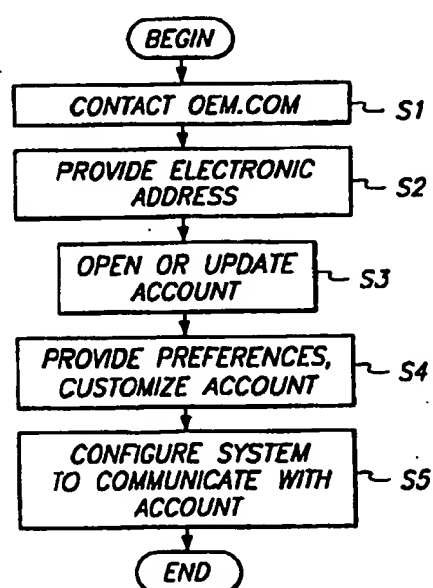 BEGIN
CONTACT OEM.COM
S1
PROVIDE ELECTRONIC
ADDRESS
S2
OPEN OR UPDATE
ACCOUNT
S3
PROVIDE PREFERENCES,
CUSTOMIZE ACCOUNT
S4
CONFIGURE SYSTEM
TO COMMUNICATE WITH
ACCOUNT
S5
END